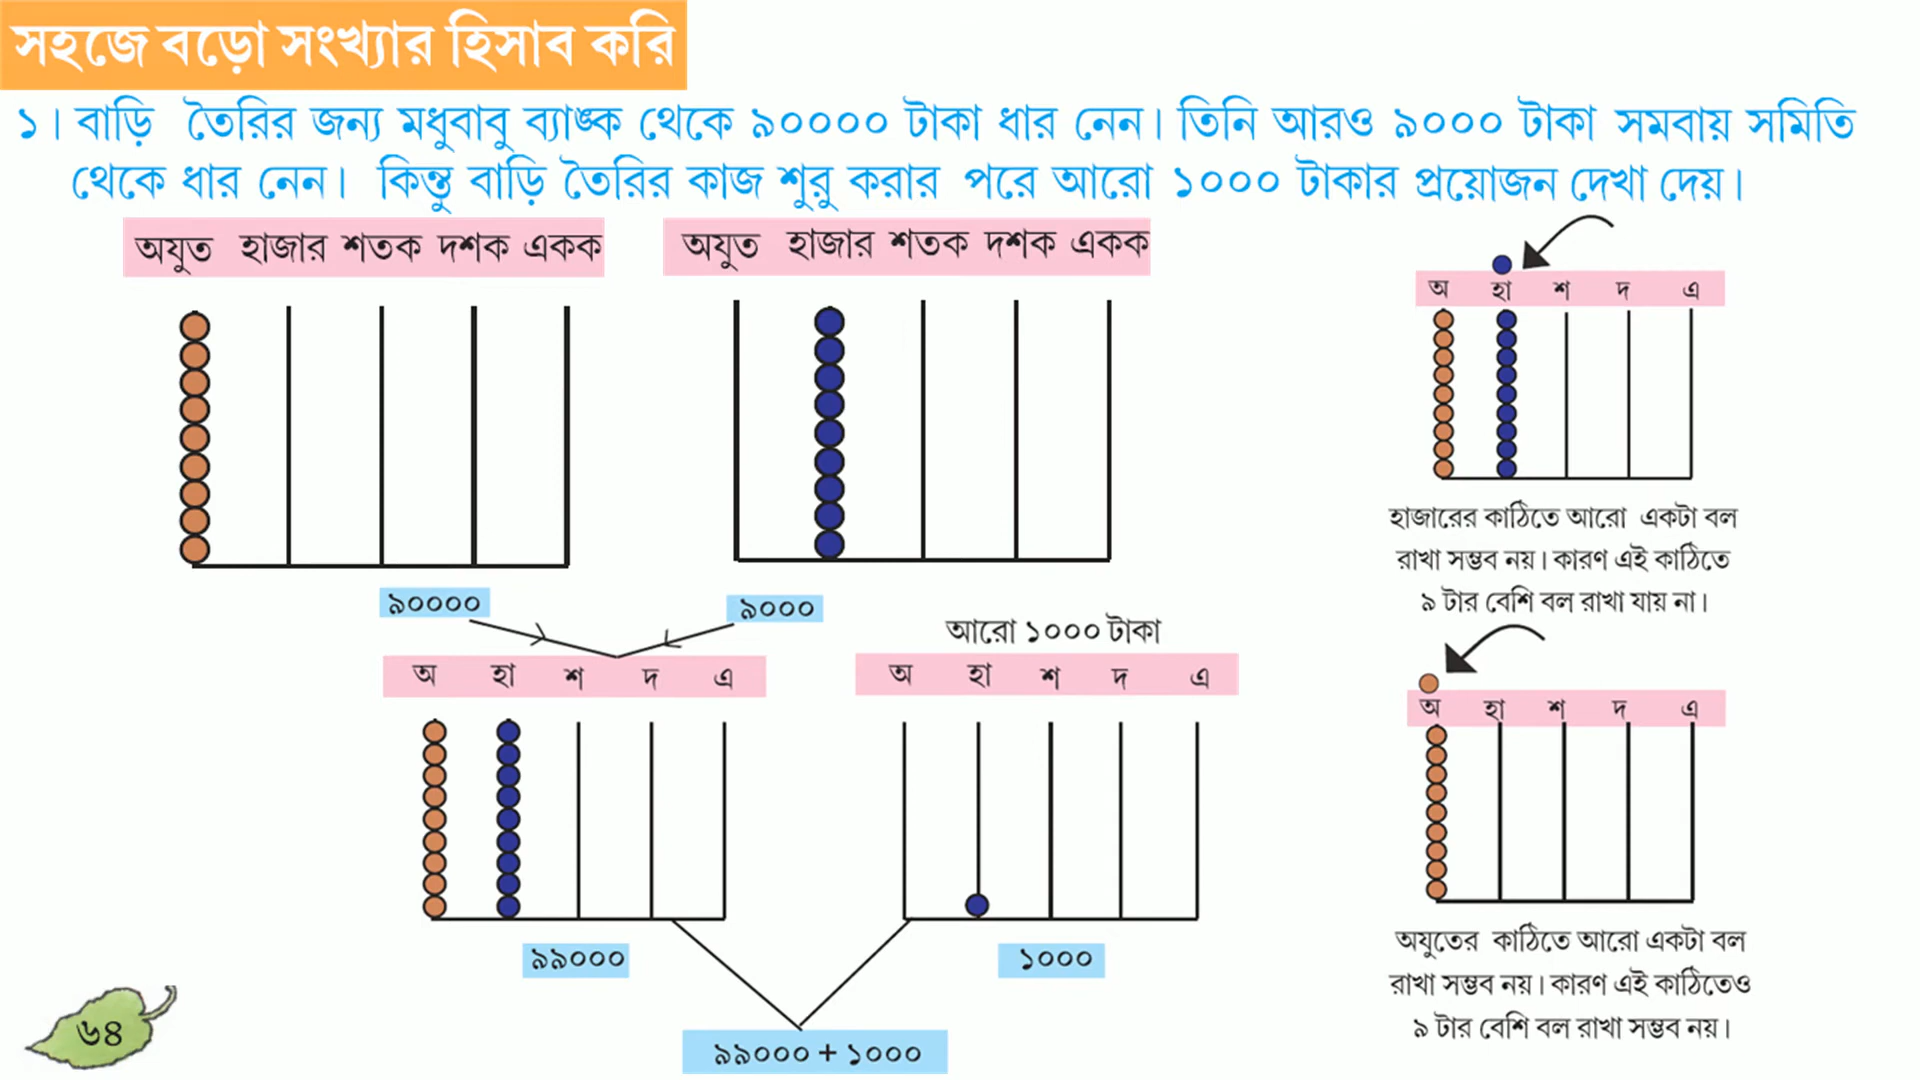 সহজে বড়ো সংখ্যার হিসাব করি
১। বাড়ি তৈরির জন্য মধুবাবু ব্যাঙ্ক থেকে ৯০০০০ টাকা ধার নেন। তিনি আরও ৯০০০ টাকা সমবায় সমিতি
থেকে ধার নেন। কিন্তু বাড়ি তৈরির কাজ শুরু করার পরে আরো ১০০০ টাকার প্রয়োজন দেখা দেয়।
অযুত হাজার শতক দশক একক
অযুত হাজার শতক দশক একক
অ হা শ দ এ
হাজারের কাঠিতে আরো একটা বল
রাখা সম্ভব নয়। কারণ এই কাঠিতে
৯ টার বেশি বল রাখা যায় না।
৯০০০০
৯০০০
আরো ১০০০ টাকা
অ হা শ দ এ
অ হা শ দ এ
অ হা শ দ এ
৯৯০০০
১০০০
অযুতের কাঠিতে আরো একটা বল
রাখা সম্ভব নয়। কারণ এই কাঠিতেও
৯ টার বেশি বল রাখা সম্ভব নয়।
৬৪
৯৯০০০ + ১০০০